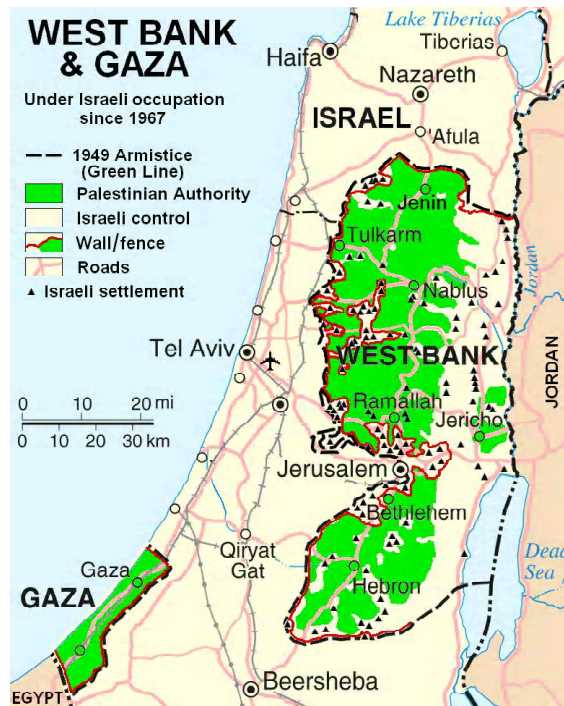 WEST BANK
& GAZA
Under Israeli occupation
since 1967
1949 Armistice
(Green Line)
Palestinian Authority
Israeli control
Wall/fence
Roads
Israeli settlement
Lake Tiberias
Tiberias
Haifa
Nazareth
ISRAEL
'Afula
Jenin
Tulkarm
Nablus
Jordan
Tel Aviv
WEST BANK
JORDAN
0 10 20 mi
0 10 20 30 km
Ramallah
Jericho
Jerusalem
Bethlehem
Qiryat
Gat
Dead
Sea
Gaza
GAZA
Hebron
Beersheba
EGYPT